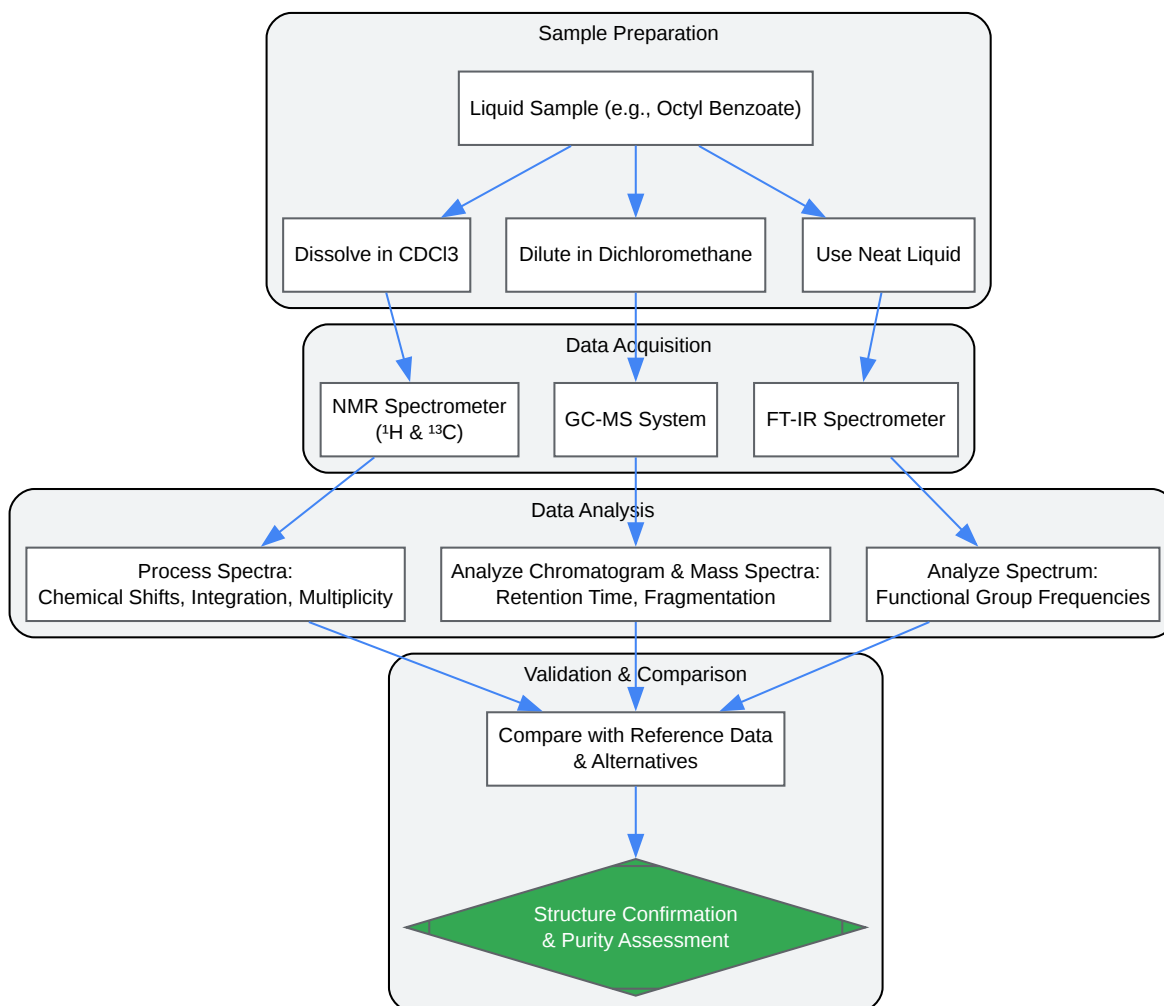 Sample Preparation
Liquid Sample (e.g., Octyl Benzoate)
Dissolve in CDCl3
Dilute in Dichloromethane
Use Neat Liquid
Data Acquisition
NMR Spectrometer
(¹H & ¹³C)
GC-MS System
FT-IR Spectrometer
Data Analysis
Process Spectra:
Chemical Shifts, Integration, Multiplicity
Analyze Chromatogram & Mass Spectra:
Retention Time, Fragmentation
Analyze Spectrum:
Functional Group Frequencies
Validation & Comparison
Compare with Reference Data
& Alternatives
Structure Confirmation
& Purity Assessment